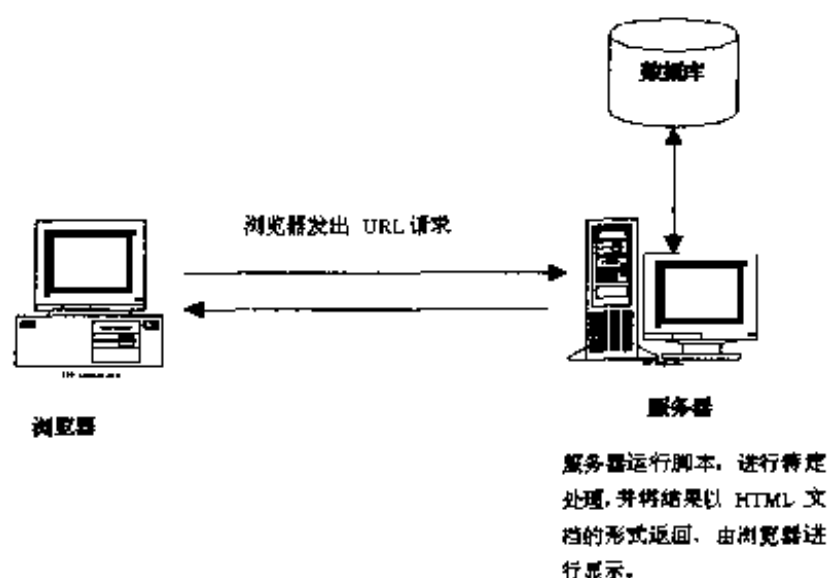 数据库
浏览器发出 URL 请求
浏览器
服务器
服务器运行脚本，进行特定
处理，并将结果以 HTML 文
档的形式返回，由浏览器进
行显示。